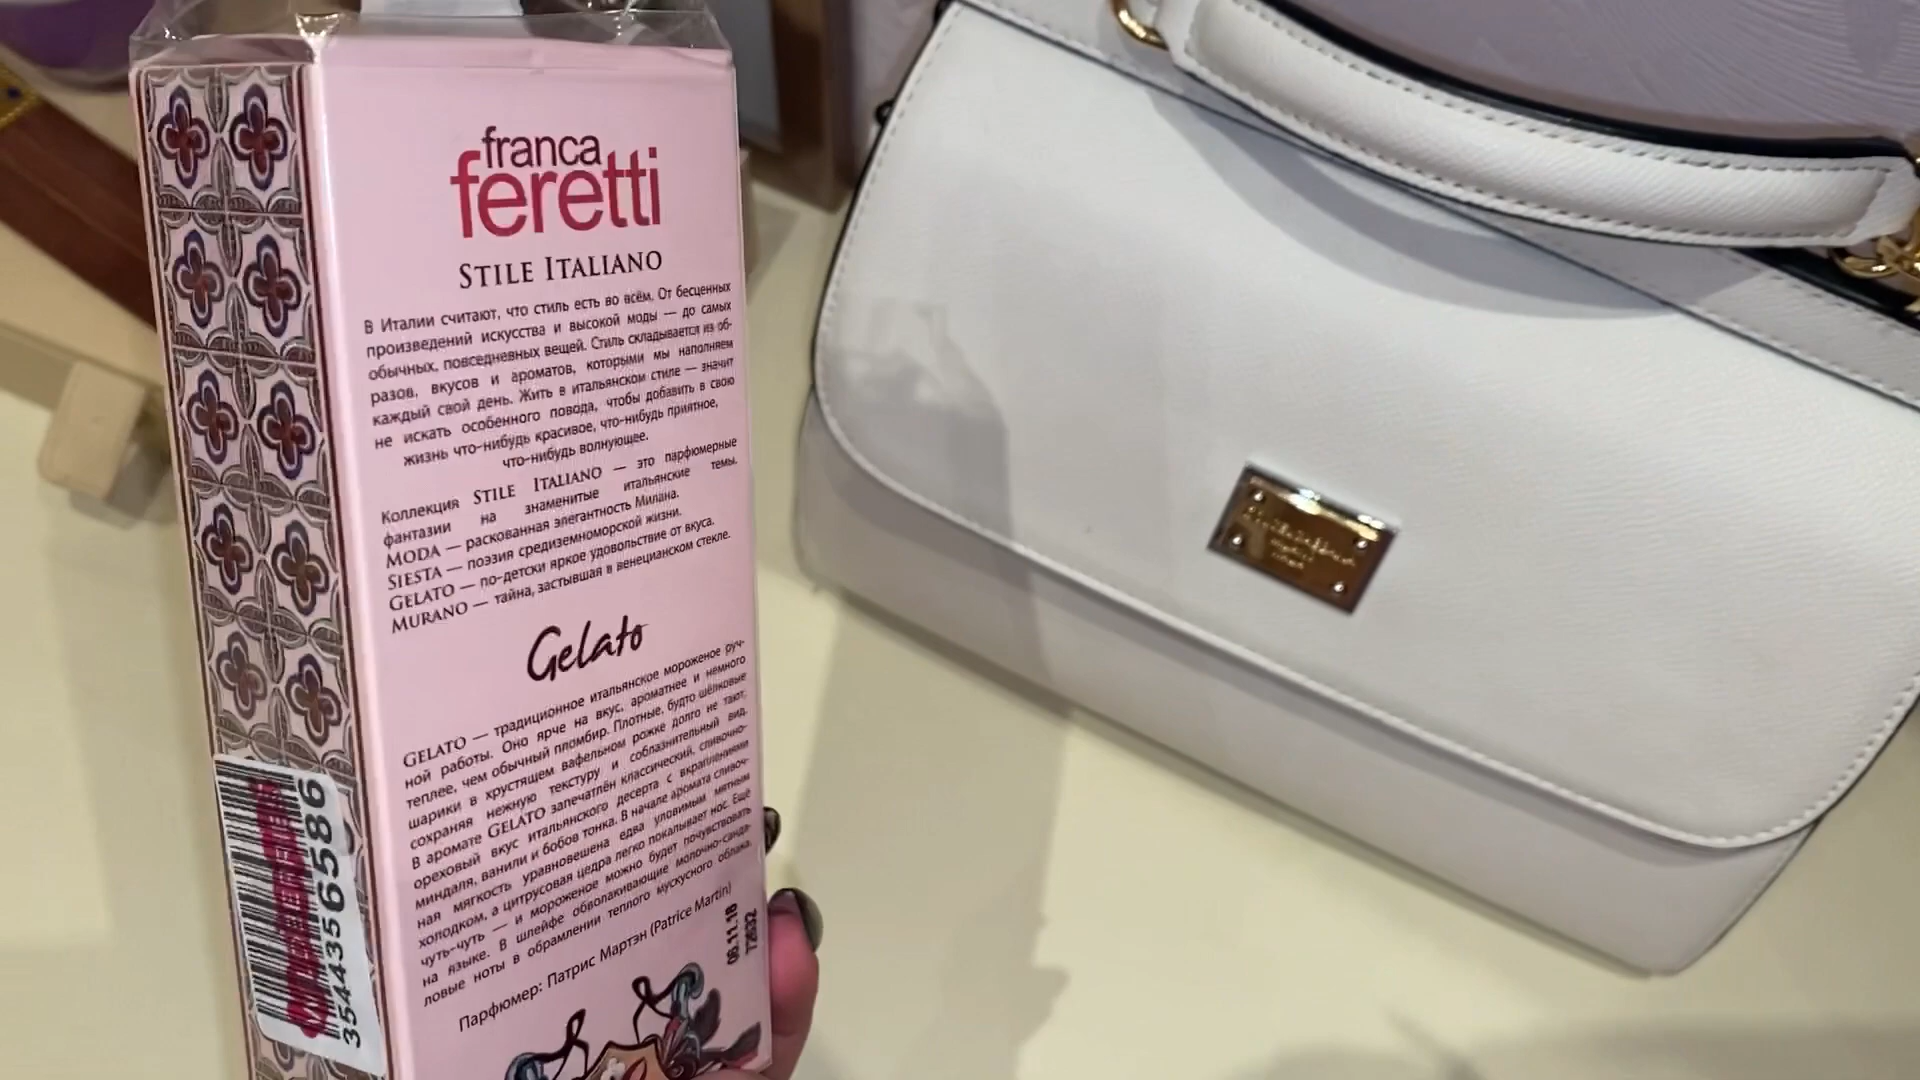 franca
feretti
STILE ITALIANO
В Италии считают, что стиль есть во всём. От бесценных
произведений искусства и высокой моды — до самых
обычных, повседневных вещей. Стиль складывается из об-
разов, вкусов и ароматов, которыми мы наполняем
каждый свой день. Жить в итальянском стиле — значит
не искать особенного повода, чтобы добавить в свою
жизнь что-нибудь красивое, что-нибудь приятное,
что-нибудь волнующее.
Коллекция STILE ITALIANO — это парфюмерные
фантазии на знаменитые итальянские темы.
MODA — раскованная элегантность Милана.
SIESTA — поэзия средиземноморской жизни.
GELATO — по-детски яркое удовольствие от вкуса.
MURANO — тайна, застывшая в венецианском стекле.
Gelato
GELATO — традиционное итальянское мороженое руч-
ной работы. Оно ярче на вкус, ароматнее и немного
теплее, чем обычный пломбир. Плотные, будто шёлковые
шарики в хрустящем вафельном рожке долго не тают,
сохраняя нежную текстуру и соблазнительный вид.
В аромате GELATO запечатлён классический, сливочно-
ореховый вкус итальянского десерта с вкраплениями
миндаля, ванили и бобов тонка. В начале аромата сливоч-
ная мягкость уравновешена едва уловимым мятным
холодком, а цитрусовая цедра легко покалывает нос. Ещё
чуть-чуть — и мороженое можно будет почувствовать
на языке. В шлейфе обволакивающие молочно-санда-
ловые ноты в обрамлении теплого мускусного облака.
Парфюмер: Патрис Мартэн (Patrice Martin)
06.11.18
72632
3544356586